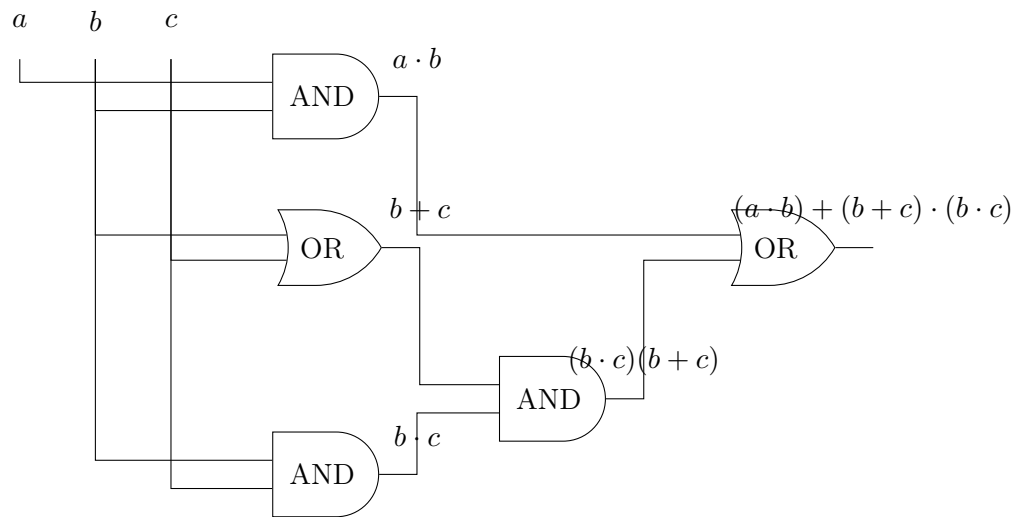 a b c
a · b
AND
b + c
(a · b) + (b + c) · (b · c)
OR
OR
(b · c)(b + c)
AND
b · c
AND